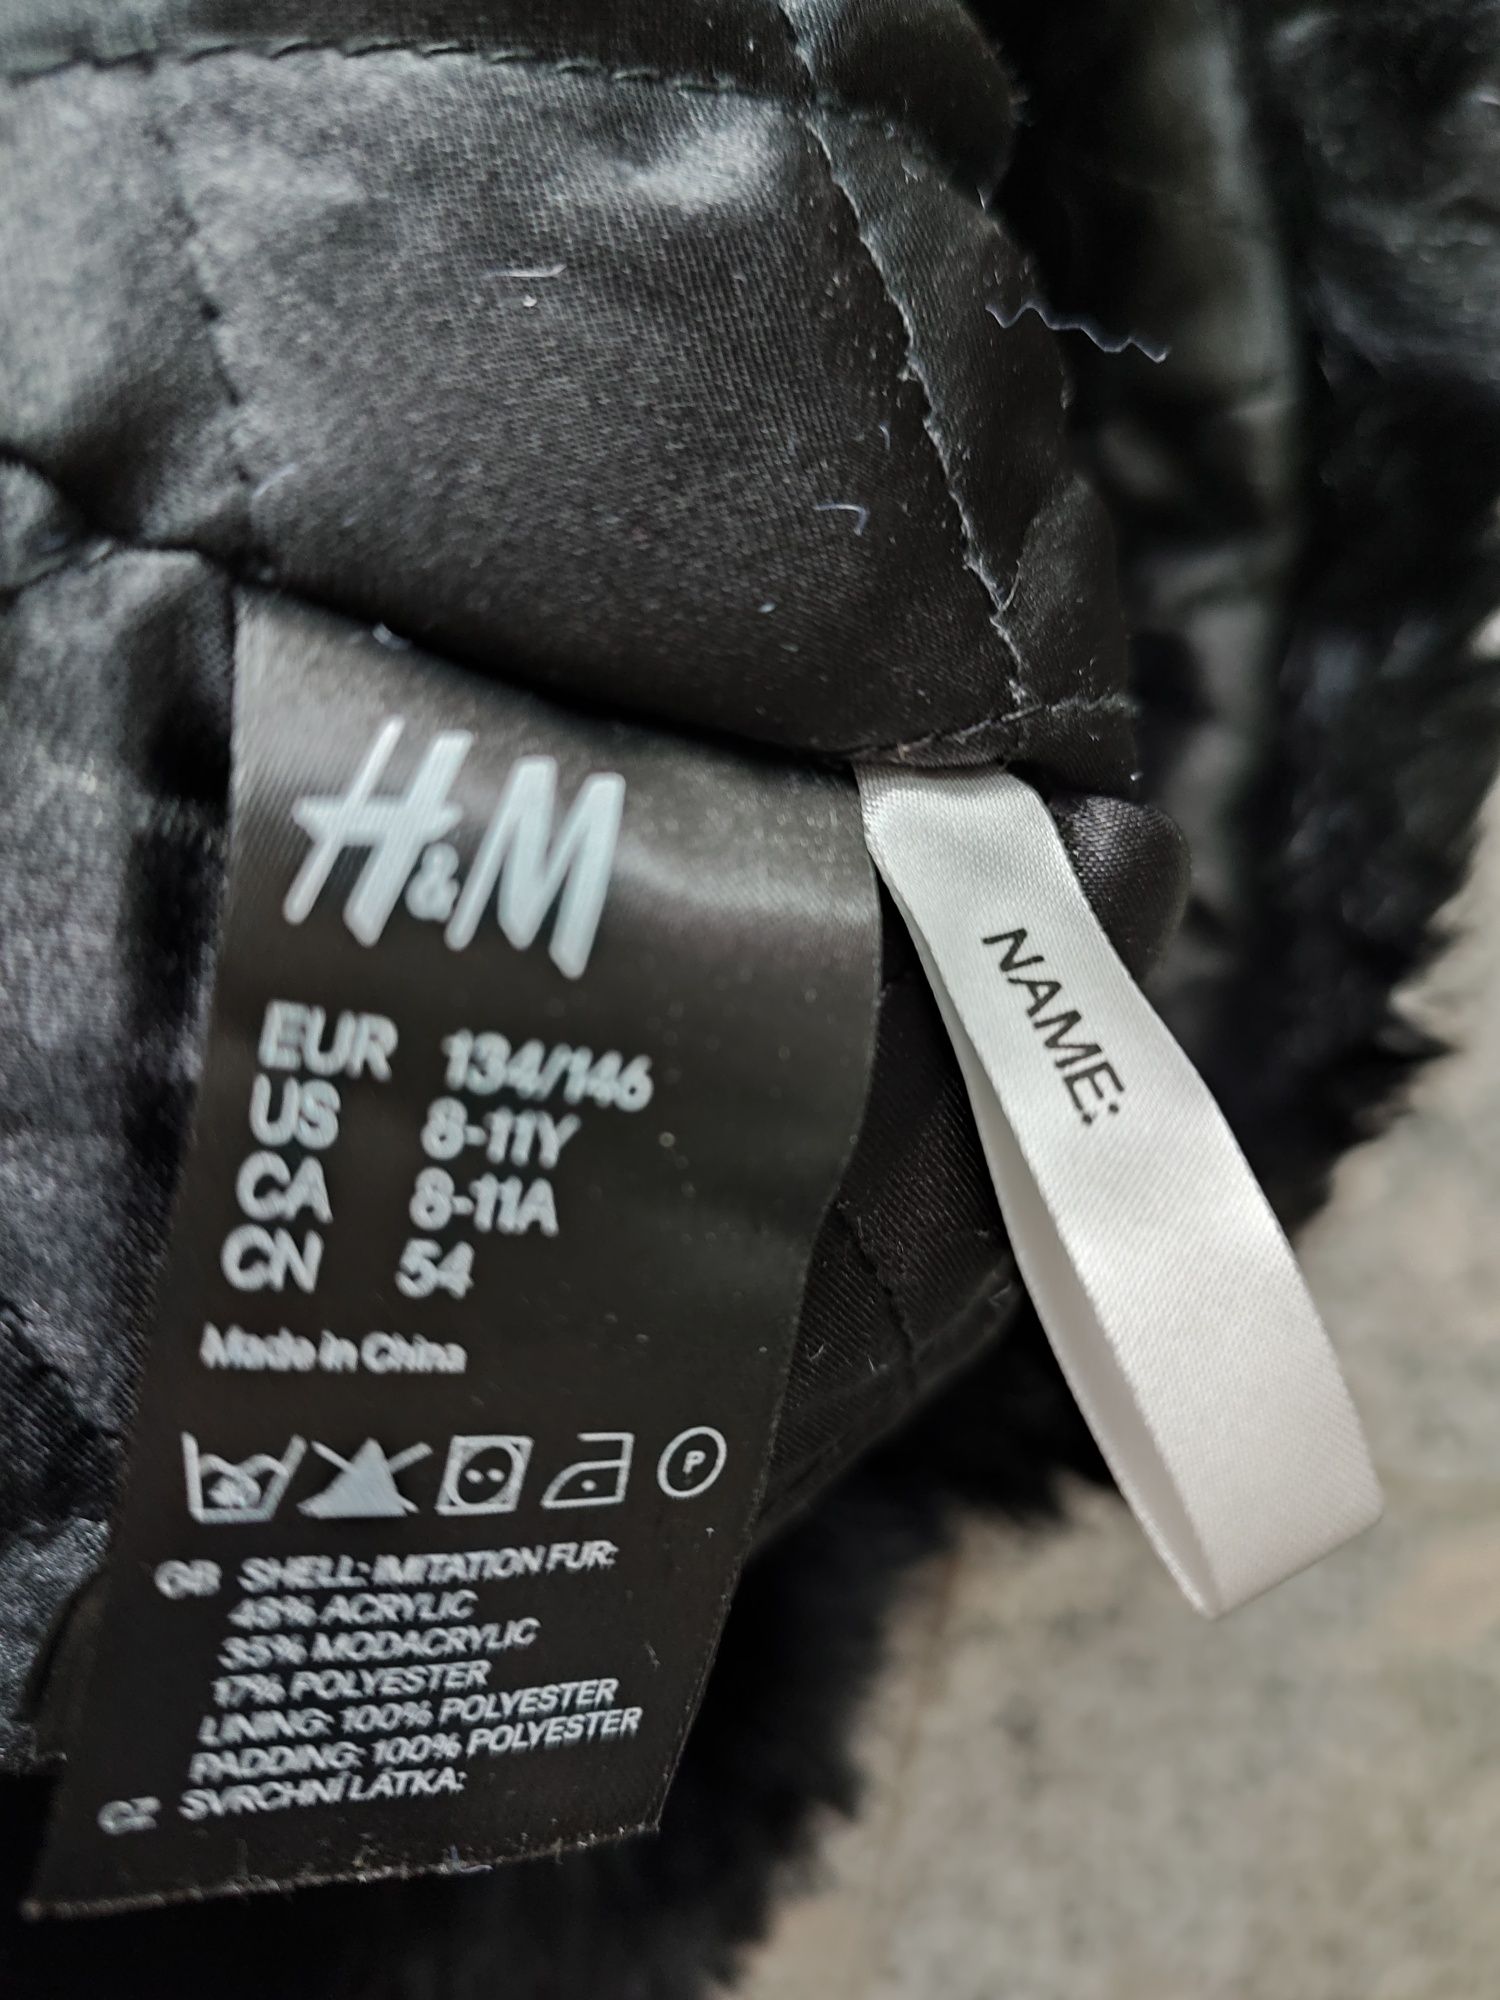 H&M
EUR 134/146
US 8-11Y
CA 8-11A
CN 54
Made in China
40
P
GB SHELL: IMITATION FUR:
48% ACRYLIC
35% MODACRYLIC
17% POLYESTER
LINING: 100% POLYESTER
PADDING: 100% POLYESTER
CZ SVRCHNÍ LÁTKA:
NAME: